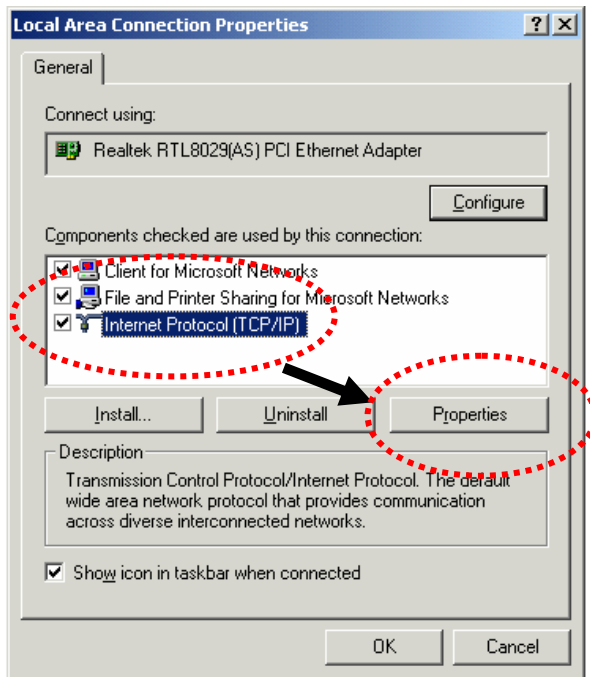 Local Area Connection Properties
General
Connect using:
Realtek RTL8029(AS) PCI Ethernet Adapter
Configure
Components checked are used by this connection:
Client for Microsoft Networks
File and Printer Sharing for Microsoft Networks
Internet Protocol (TCP/IP)
Install... Uninstall Properties
Description
Transmission Control Protocol/Internet Protocol. The default
wide area network protocol that provides communication
across diverse interconnected networks.
Show icon in taskbar when connected
OK Cancel